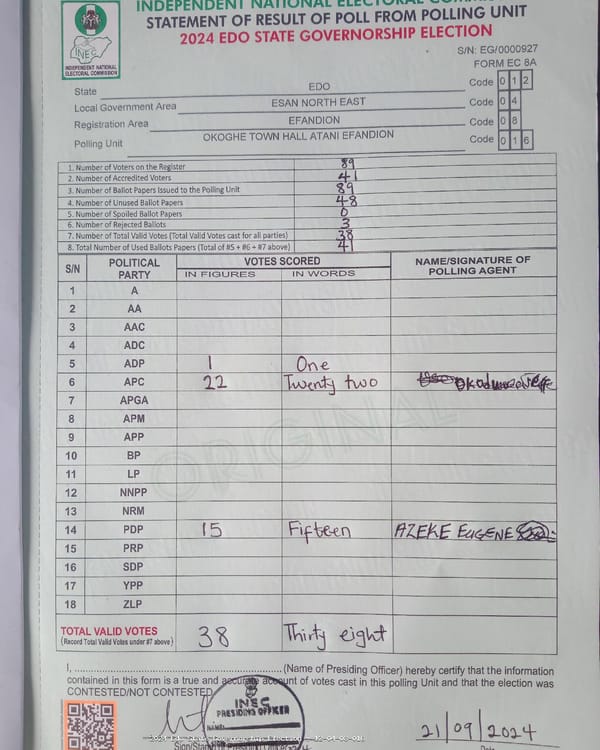 INDEPENDENT NATIONAL ELECTORAL
STATEMENT OF RESULT OF POLL FROM POLLING UNIT
2024 EDO STATE GOVERNORSHIP ELECTION
INEC
INDEPENDENT NATIONAL
ELECTORAL COMMISSION
S/N: EG/0000927
FORM EC 8A
State EDO Code 0 1 2
Local Government Area ESAN NORTH EAST Code 0 4
Registration Area EFANDION Code 0 8
Polling Unit OKOGHE TOWN HALL ATANI EFANDION Code 0 1 6
1. Number of Voters on the Register 89
2. Number of Accredited Voters 41
3. Number of Ballot Papers Issued to the Polling Unit 89
4. Number of Unused Ballot Papers 48
5. Number of Spoiled Ballot Papers 0
6. Number of Rejected Ballots 3
7. Number of Total Valid Votes (Total Valid Votes cast for all parties) 38
8. Total Number of Used Ballots Papers (Total of #5 + #6 + #7 above) 41
S/N POLITICAL PARTY VOTES SCORED NAME/SIGNATURE OF POLLING AGENT
IN FIGURES IN WORDS
1 A
2 AA
3 AAC
4 ADC
5 ADP 1 One
6 APC 22 Twenty two
7 APGA
8 APM
9 APP
10 BP
11 LP
12 NNPP
13 NRM
14 PDP 15 Fifteen AZEKE EUGENE
15 PRP
16 SDP
17 YPP
18 ZLP
ORIGINAL
TOTAL VALID VOTES 38 Thirty eight
(Record Total Valid Votes under #7 above)
I, (Name of Presiding Officer) hereby certify that the information
contained in this form is a true and accurate account of votes cast in this polling Unit and that the election was
CONTESTED/NOT CONTESTED
INEC
PRESIDING OFFICER
NAME:
21/09/2024
Sign/Stamp